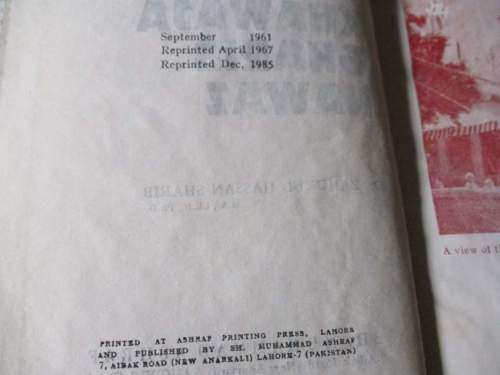 September 1961
Reprinted April 1967
Reprinted Dec. 1985
PRINTED AT ASHRAF PRINTING PRESS, LAHORE
AND PUBLISHED BY SH. MUHAMMAD ASHRAF
7, AIBAK ROAD (NEW ANARKALI) LAHORE-7 (PAKISTAN)
A view of the